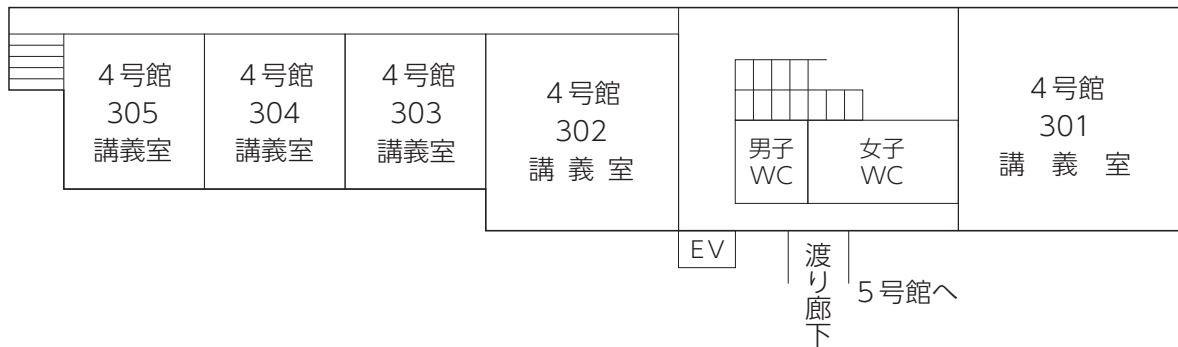 ４号館
305
講義室
４号館
304
講義室
４号館
303
講義室
４号館
302
講義室
男子
WC
女子
WC
４号館
301
講義室
EV
渡り廊下
５号館へ